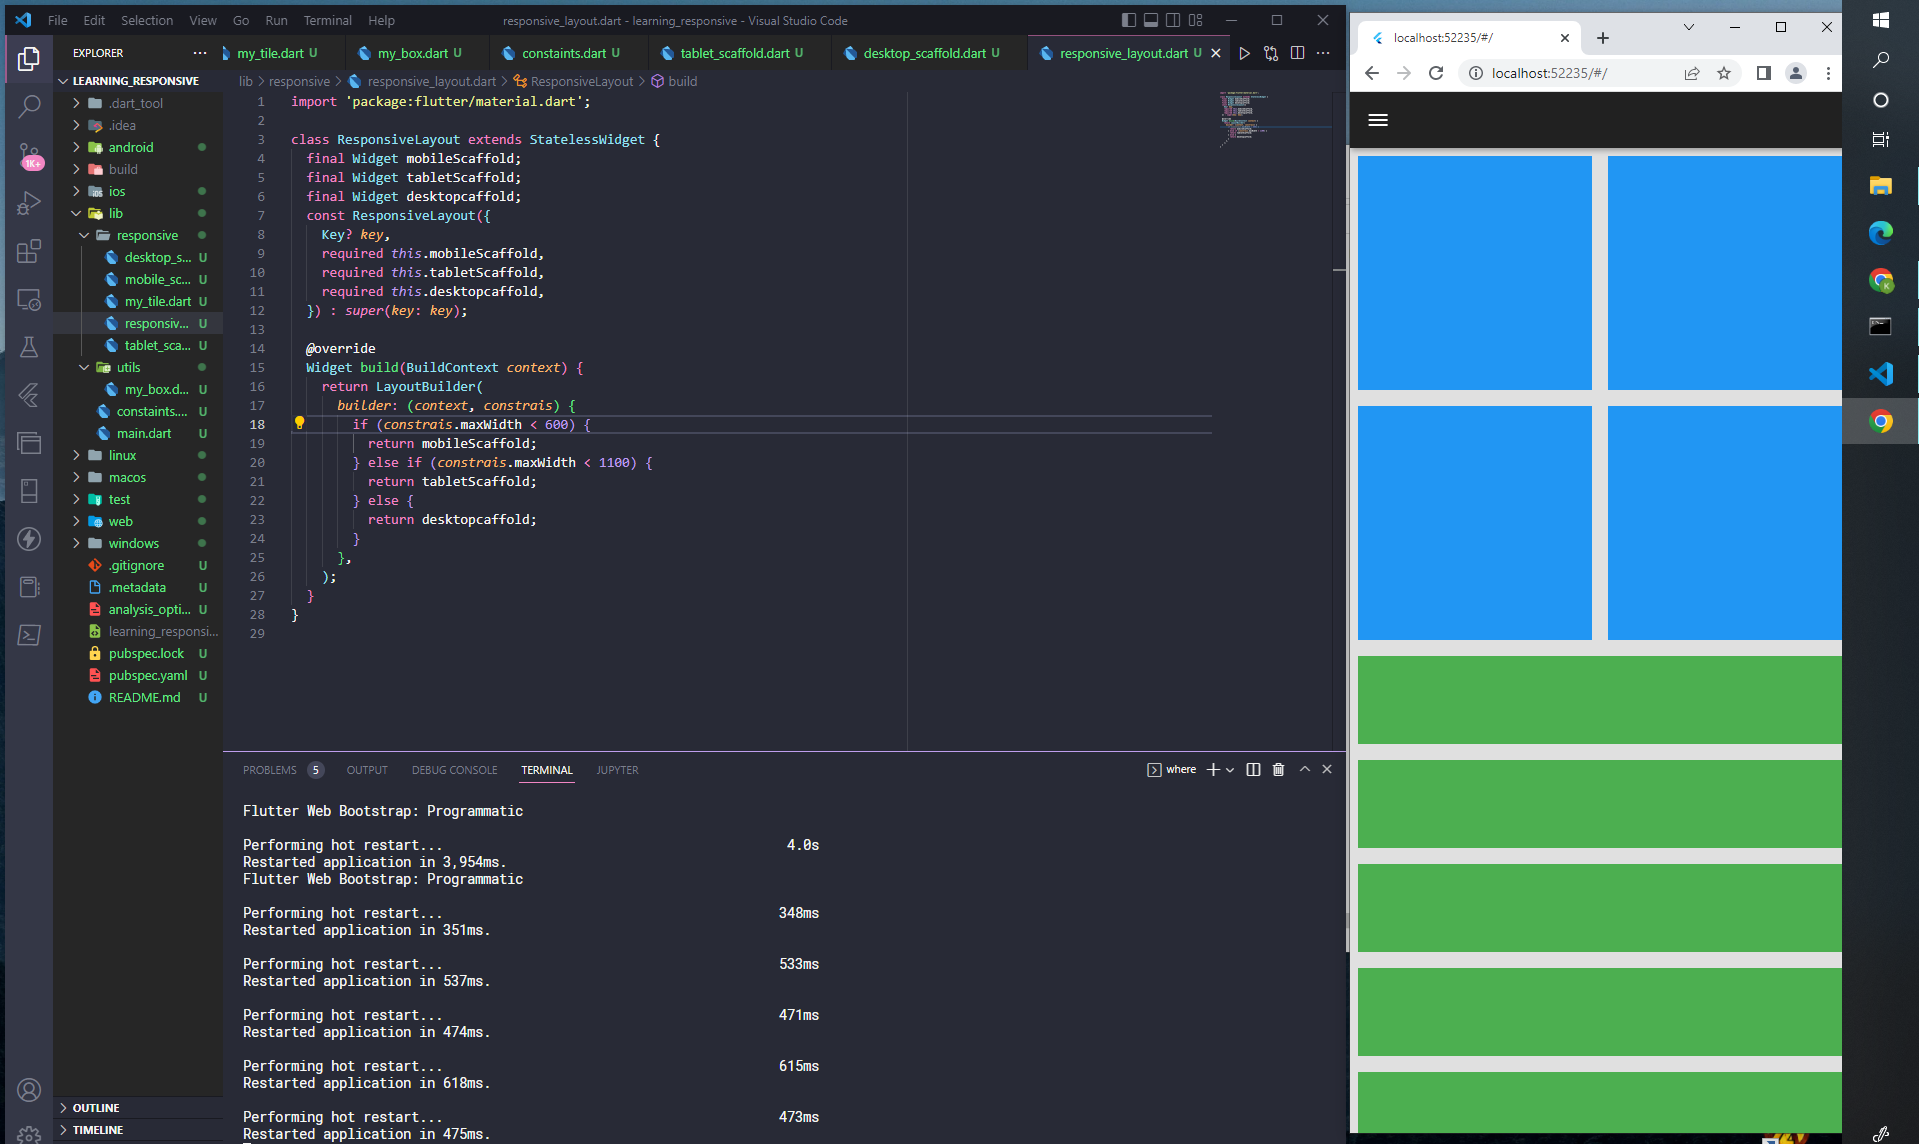 File Edit Selection View Go Run Terminal Help
responsive_layout.dart - learning_responsive - Visual Studio Code
EXPLORER
my_tile.dart U
my_box.dart U
constaints.dart U
tablet_scaffold.dart U
desktop_scaffold.dart U
responsive_layout.dart U
lib > responsive > responsive_layout.dart > ResponsiveLayout > build
1K+
LEARNING_RESPONSIVE
.dart_tool
.idea
android
build
ios
lib
responsive
desktop_s... U
mobile_sc... U
my_tile.dart U
responsiv... U
tablet_sca... U
utils
my_box.d... U
constaints.... U
main.dart U
linux
macos
test
web
windows
.gitignore U
.metadata U
analysis_opti... U
learning_responsi...
pubspec.lock U
pubspec.yaml U
README.md U
OUTLINE
TIMELINE
1 import 'package:flutter/material.dart';
2
3 class ResponsiveLayout extends StatelessWidget {
4 final Widget mobileScaffold;
5 final Widget tabletScaffold;
6 final Widget desktopcaffold;
7 const ResponsiveLayout({
8 Key? key,
9 required this.mobileScaffold,
10 required this.tabletScaffold,
11 required this.desktopcaffold,
12 }) : super(key: key);
13
14 @override
15 Widget build(BuildContext context) {
16 return LayoutBuilder(
17 builder: (context, constrais) {
18 if (constrais.maxWidth < 600) {
19 return mobileScaffold;
20 } else if (constrais.maxWidth < 1100) {
21 return tabletScaffold;
22 } else {
23 return desktopcaffold;
24 }
25 },
26 );
27 }
28 }
29
PROBLEMS 5 OUTPUT DEBUG CONSOLE TERMINAL JUPYTER
where
Flutter Web Bootstrap: Programmatic
Performing hot restart... 4.0s
Restarted application in 3,954ms.
Flutter Web Bootstrap: Programmatic
Performing hot restart... 348ms
Restarted application in 351ms.
Performing hot restart... 533ms
Restarted application in 537ms.
Performing hot restart... 471ms
Restarted application in 474ms.
Performing hot restart... 615ms
Restarted application in 618ms.
Performing hot restart... 473ms
Restarted application in 475ms.
localhost:52235/#/
localhost:52235/#/
K